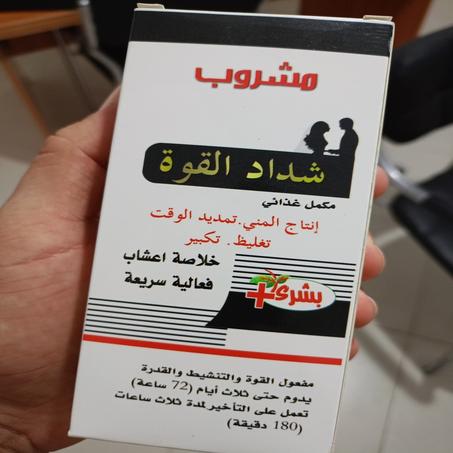 مشروب
شداد القوة
مكمل غذائي
إنتاج المني. تمديد الوقت
تغليظ. تكبير
خلاصة اعشاب
فعالية سريعة
بشرى+
مفعول القوة والتنشيط والقدرة
يدوم حتى ثلاث أيام (72 ساعة)
تعمل على التأخير لمدة ثلاث ساعات
(180 دقيقة)